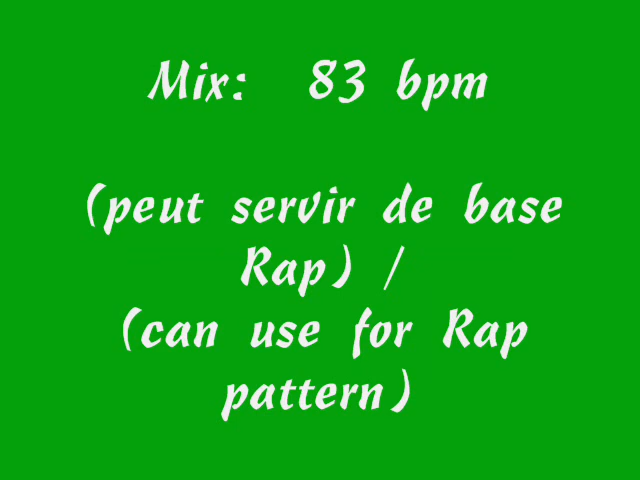 Mix: 83 bpm
(peut servir de base
Rap) /
(can use for Rap
pattern)